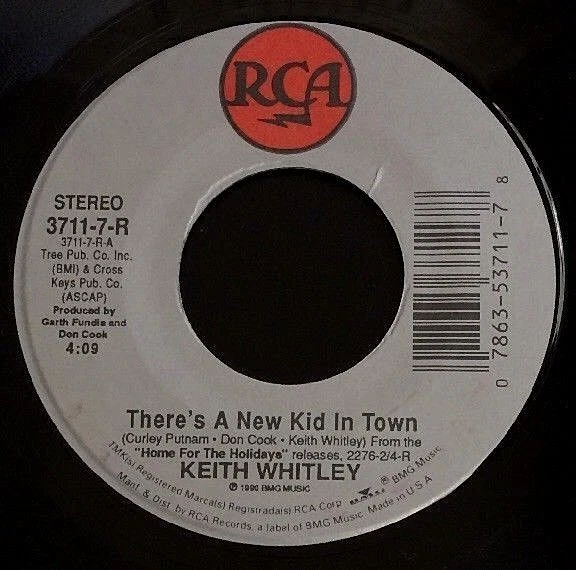 RCA
STEREO
3711-7-R
3711-7-R-A
Tree Pub. Co. Inc.
(BMI) & Cross
Keys Pub. Co.
(ASCAP)
Produced by
Garth Fundis and
Don Cook
4:09
0 7863-53711-7 8
There's A New Kid In Town
(Curley Putnam • Don Cook • Keith Whitley) From the
"Home For The Holidays" releases, 2276-2/4-R
KEITH WHITLEY
℗ 1990 BMG MUSIC
TMK(s) Registered Marca(s) Registrada(s) RCA Corp. BMG ® BMG Music
Mant. & Dist. by RCA Records, a label of BMG Music. Made in U.S.A